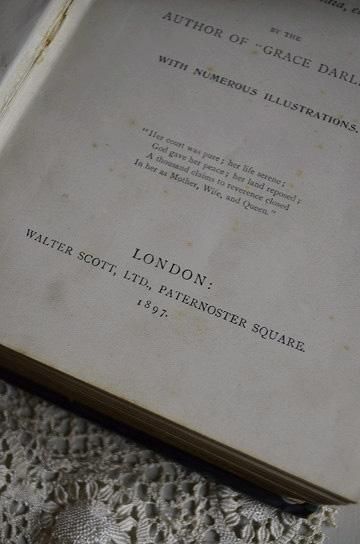 BY THE
AUTHOR OF "GRACE DARL
WITH NUMEROUS ILLUSTRATIONS.
"Her court was pure; her life serene;
God gave her peace; her land reposed;
A thousand claims to reverence closed
In her as Mother, Wife, and Queen."
LONDON:
WALTER SCOTT, LTD., PATERNOSTER SQUARE.
1897.